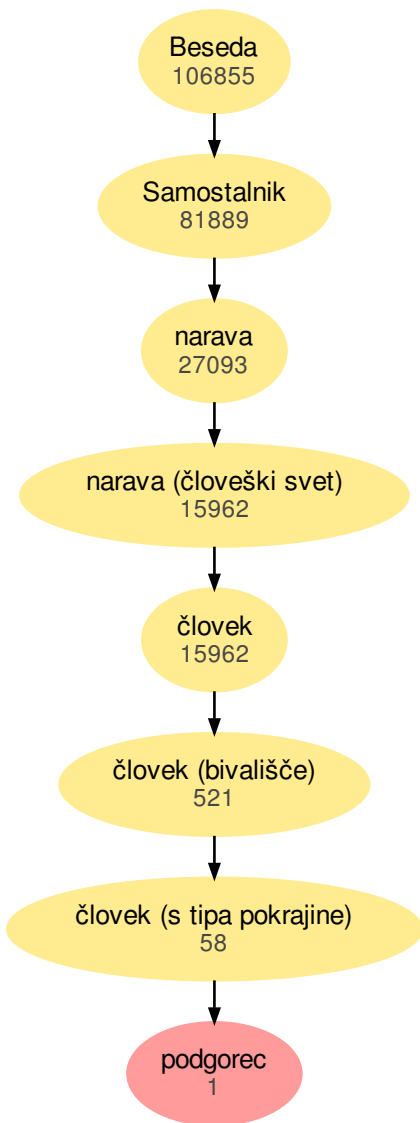 Beseda
106855
Samostalnik
81889
narava
27093
narava (človeški svet)
15962
človek
15962
človek (bivališče)
521
človek (s tipa pokrajine)
58
podgorec
1